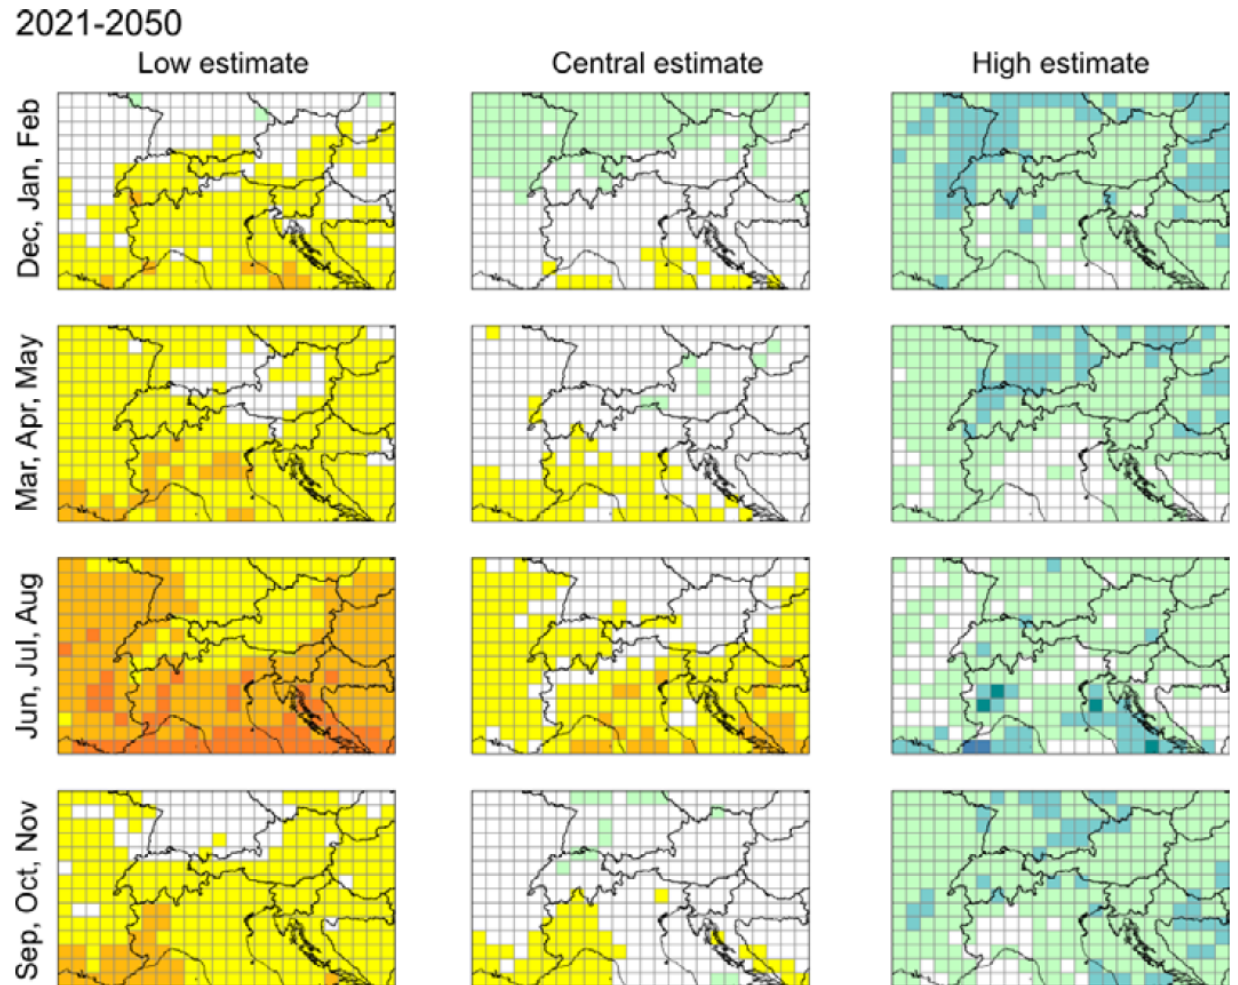 2021-2050
Low estimate
Central estimate
High estimate
Dec, Jan, Feb
Mar, Apr, May
Jun, Jul, Aug
Sep, Oct, Nov